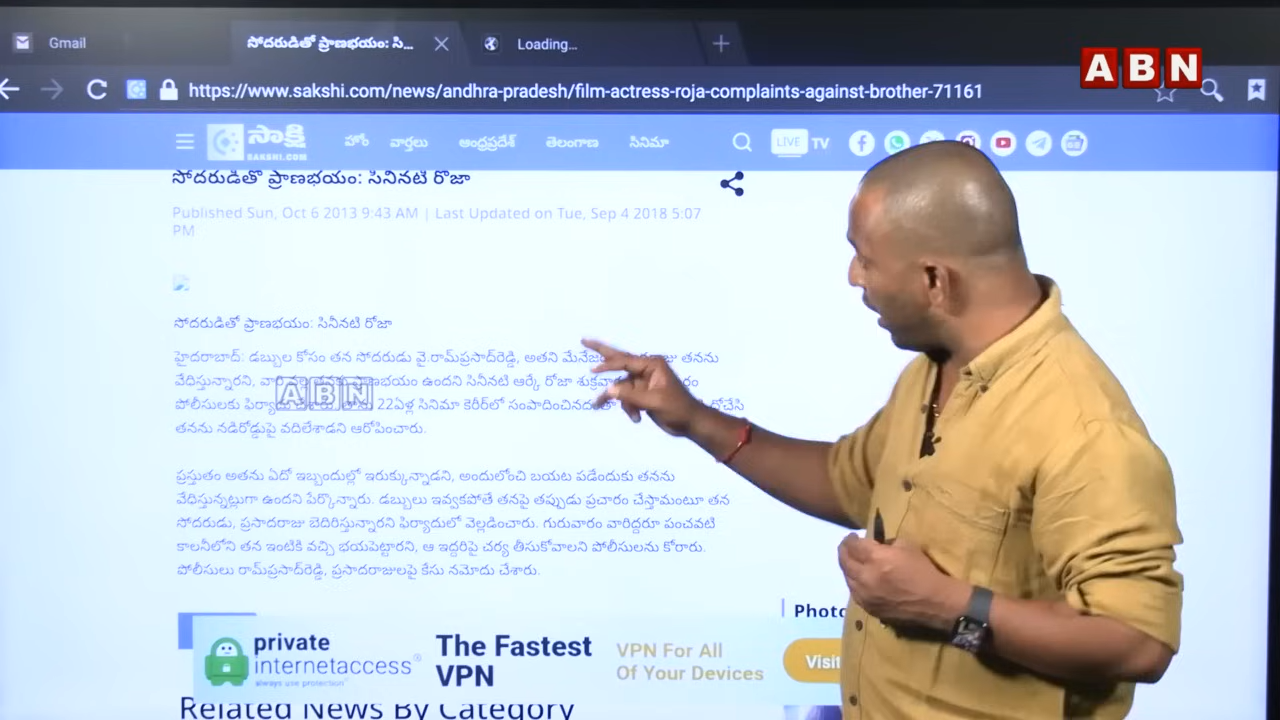 Gmail
సోదరుడితో ప్రాణభయం: సి...
Loading...
ABN
https://www.sakshi.com/news/andhra-pradesh/film-actress-roja-complaints-against-brother-71161
సాక్షి
SAKSHI.COM
హోం
వార్తలు
ఆంధ్రప్రదేశ్
తెలంగాణ
సినిమా
LIVE TV
సోదరుడితో ప్రాణభయం: సినీనటి రోజా
Published Sun, Oct 6 2013 9:43 AM | Last Updated on Tue, Sep 4 2018 5:07
PM
సోదరుడితో ప్రాణభయం: సినీనటి రోజా
హైదరాబాద్: డబ్బుల కోసం తన సోదరుడు వై.రామ్‌ప్రసాద్‌రెడ్డి, అతని తనను
వేధిస్తున్నారని, ఉందని సినీనటి ఆర్కే రోజా
పోలీసులకు 22ఏళ్ల సినిమా కెరీర్‌లో దోచేసి
తనను నడిరోడ్డుపై వదిలేశాడని ఆరోపించారు.
ABN
ప్రస్తుతం అతను ఏదో ఇబ్బందుల్లో ఇరుక్కున్నాడని, అందులోంచి బయట పడేందుకు తనను
వేధిస్తున్నట్లుగా ఉందని పేర్కొన్నారు. డబ్బులు ఇవ్వకపోతే తనపై తప్పుడు ప్రచారం చేస్తామంటూ తన
సోదరుడు, ప్రసాదరాజు బెదిరిస్తున్నారని ఫిర్యాదులో వెల్లడించారు. గురువారం వారిద్దరూ పంచవటి
కాలనీలోని తన ఇంటికి వచ్చి భయపెట్టారని, ఆ ఇద్దరిపై చర్య తీసుకోవాలని పోలీసులను కోరారు.
పోలీసులు రామ్‌ప్రసాద్‌రెడ్డి, ప్రసాదరాజులపై కేసు నమోదు చేశారు.
private
internetaccess®
always use protection
The Fastest
VPN
VPN For All
Of Your Devices
Photo
Visit
Related News By Category